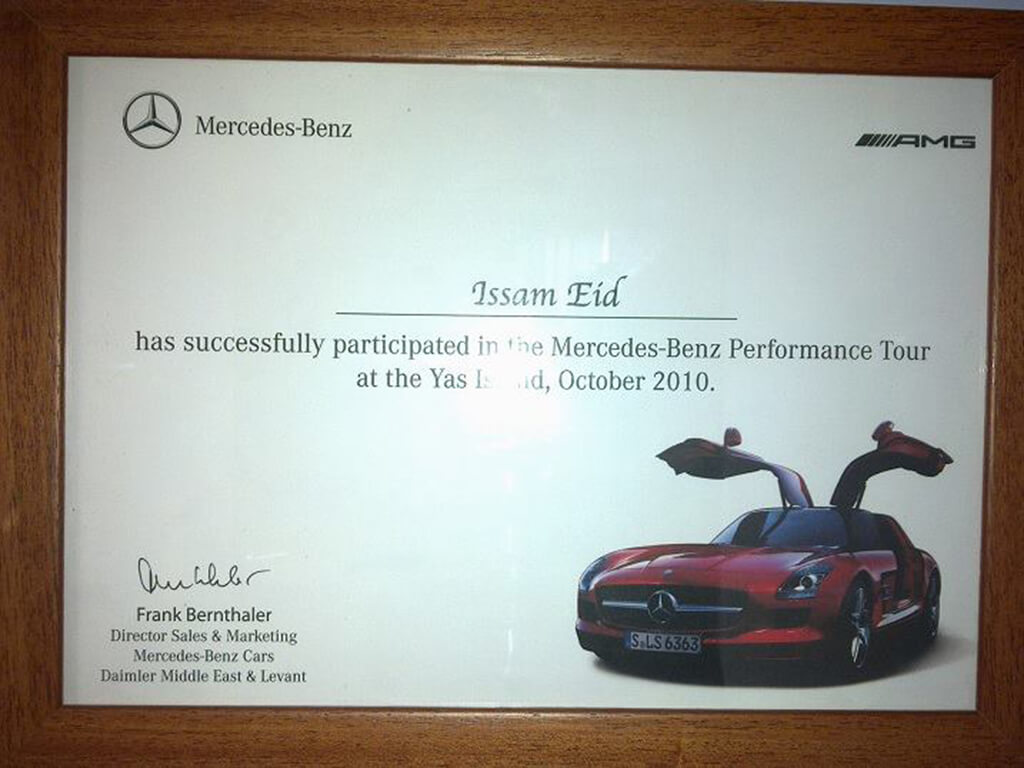 Mercedes-Benz
AMG
Issam Eid
has successfully participated in the Mercedes-Benz Performance Tour
at the Yas Island, October 2010.
S LS 6363
Frank Bernthaler
Director Sales & Marketing
Mercedes-Benz Cars
Daimler Middle East & Levant